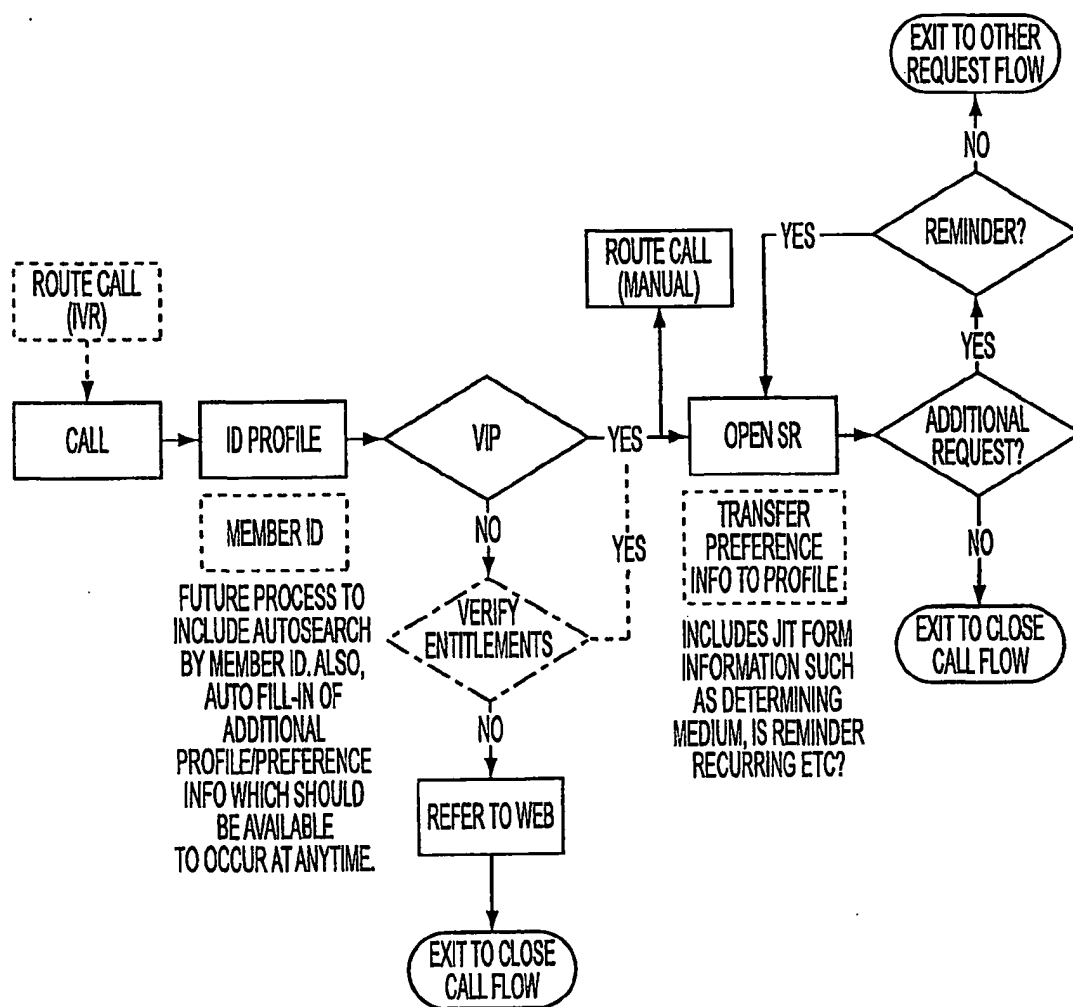 EXIT TO OTHER
REQUEST FLOW
NO
YES
REMINDER?
ROUTE CALL
(MANUAL)
ROUTE CALL
(IVR)
YES
CALL
ID PROFILE
VIP
YES
OPEN SR
ADDITIONAL
REQUEST?
MEMBER ID
NO
YES
TRANSFER
PREFERENCE
INFO TO PROFILE
NO
FUTURE PROCESS TO
INCLUDE AUTOSEARCH
BY MEMBER ID. ALSO,
AUTO FILL-IN OF
ADDITIONAL
PROFILE/PREFERENCE
INFO WHICH SHOULD
BE AVAILABLE
TO OCCUR AT ANYTIME.
VERIFY
ENTITLEMENTS
INCLUDES JIT FORM
INFORMATION SUCH
AS DETERMINING
MEDIUM, IS REMINDER
RECURRING ETC?
EXIT TO CLOSE
CALL FLOW
NO
REFER TO WEB
EXIT TO CLOSE
CALL FLOW